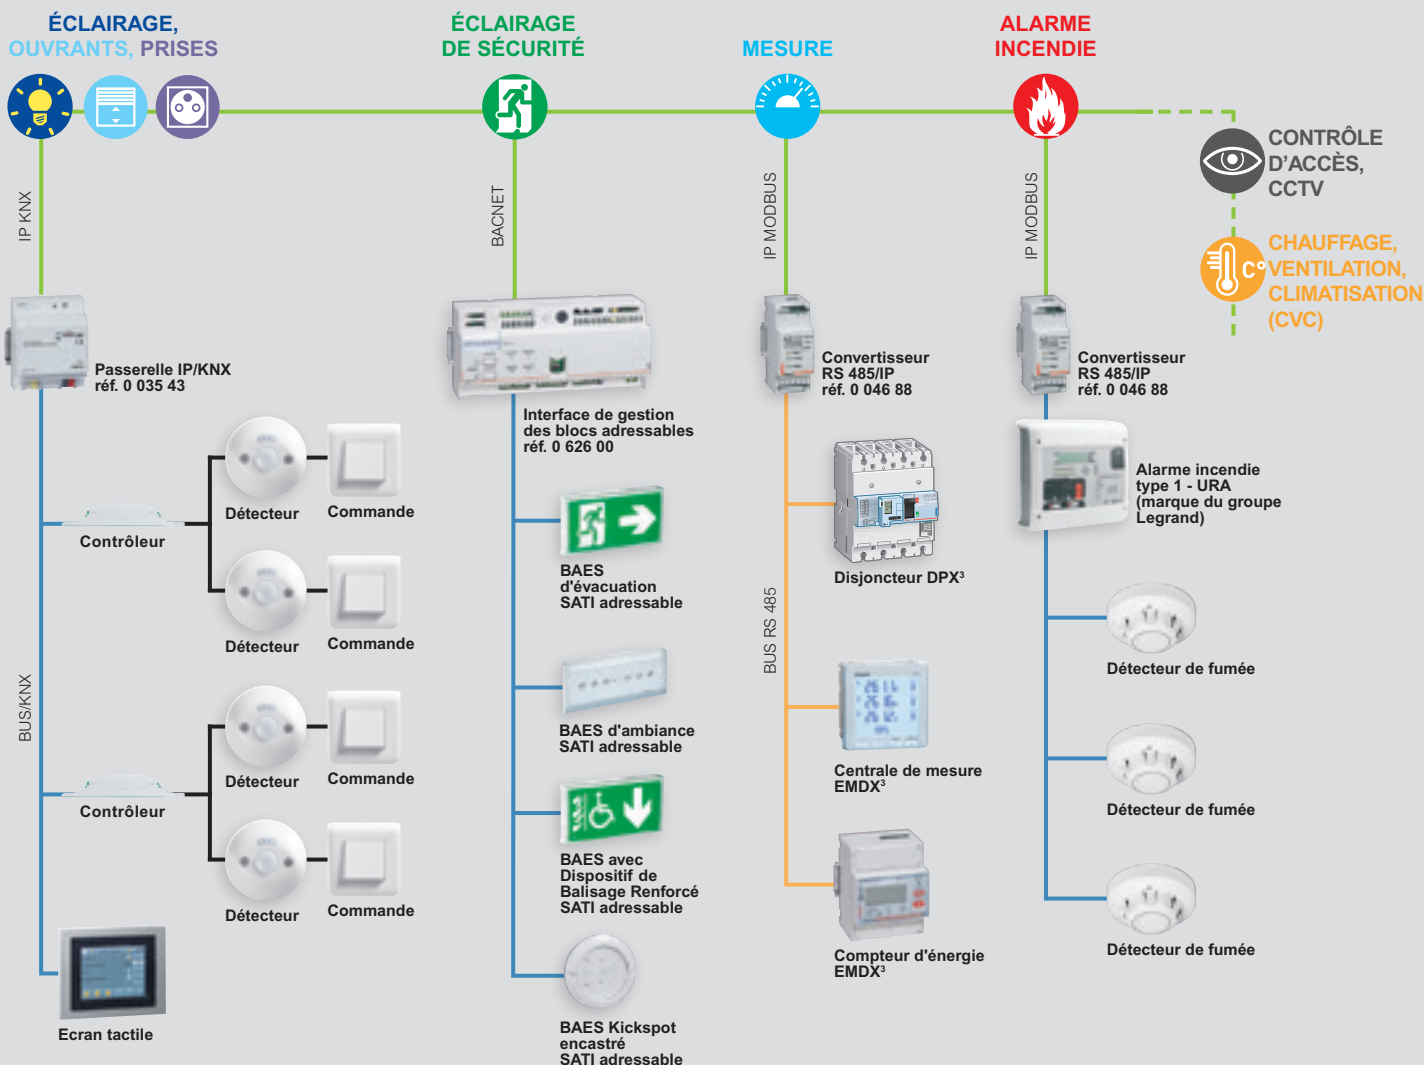 ÉCLAIRAGE,
OUVRANTS, PRISES
IP KNX
Passerelle IP/KNX
réf. 0 035 43
BUS/KNX
Contrôleur
Détecteur
Commande
Détecteur
Commande
Contrôleur
Détecteur
Commande
Détecteur
Commande
Ecran tactile
ÉCLAIRAGE
DE SÉCURITÉ
BACNET
Interface de gestion
des blocs adressables
réf. 0 626 00
BAES
d'évacuation
SATI adressable
BAES d'ambiance
SATI adressable
BAES avec
Dispositif de
Balisage Renforcé
SATI adressable
BAES Kickspot
encastré
SATI adressable
MESURE
IP MODBUS
Convertisseur
RS 485/IP
réf. 0 046 88
BUS RS 485
Disjoncteur DPX³
Centrale de mesure
EMDX³
Compteur d'énergie
EMDX³
ALARME
INCENDIE
IP MODBUS
Convertisseur
RS 485/IP
réf. 0 046 88
Alarme incendie
type 1 - URA
(marque du groupe
Legrand)
Détecteur de fumée
Détecteur de fumée
Détecteur de fumée
CONTRÔLE
D'ACCÈS,
CCTV
C°
CHAUFFAGE,
VENTILATION,
CLIMATISATION
(CVC)